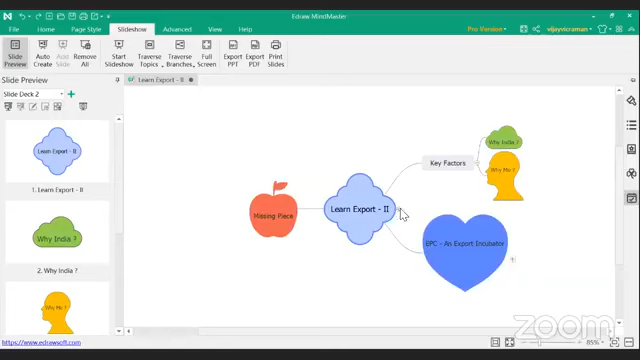 Edraw MindMaster
File
Home
Page Style
Slideshow
Advanced
View
Help
Pro Version
vijayvicraman
Slide Preview
Auto Create
Add Slide
Remove All
Start Slideshow
Traverse Topics
Traverse Branches
Full Screen
Export PPT
Export PDF
Print Slides
Slide Preview
Learn Export - II
Slide Deck 2
Learn Export - II
1. Learn Export - II
Why India ?
2. Why India ?
Why Me ?
Missing Piece
Learn Export - II
Key Factors
Why India ?
Why Me ?
EPC - An Export Incubator
https://www.edrawsoft.com
85%
zoom